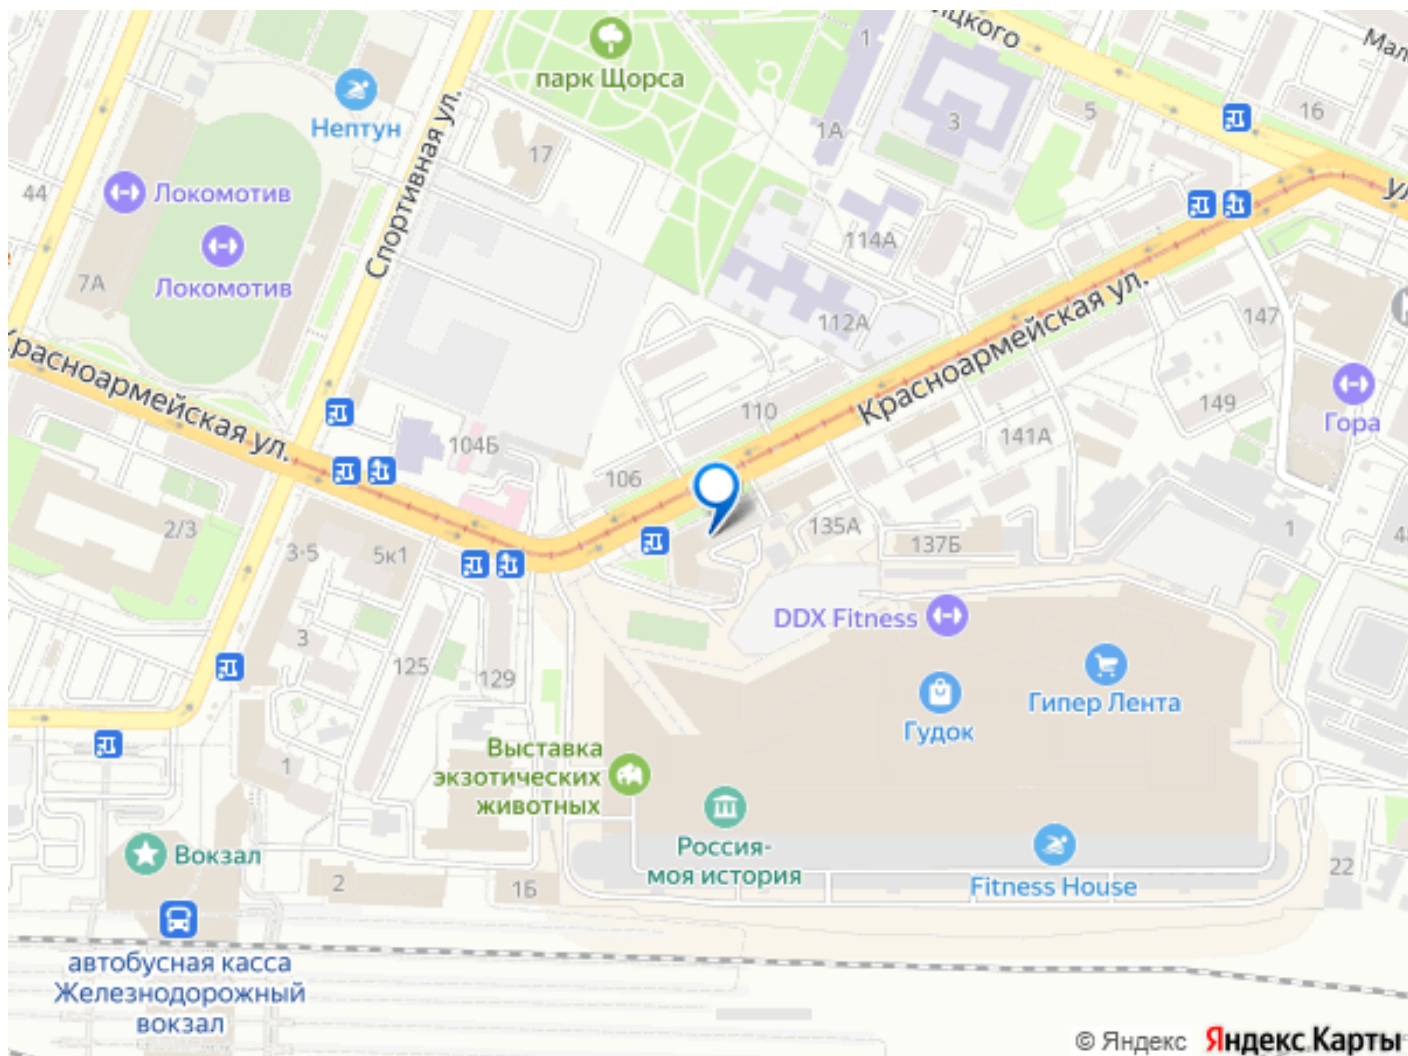 ицкого
Мал
парк Щорса
Нептун
Спортивная ул.
1
3
5
16
1А
17
44
Локомотив
Локомотив
7А
114А
112А
147
ул
Красноармейская ул.
Красноармейская ул.
110
149
Гора
141А
104Б
106
135А
137Б
1
2/3
3-5
5к1
3
125
129
DDX Fitness
Гипер Лента
Гудок
Выставка
экзотических
животных
1
Россия-
моя история
Fitness House
Вокзал
2
1Б
22
автобусная касса
Железнодорожный
вокзал
© Яндекс Яндекс Карты